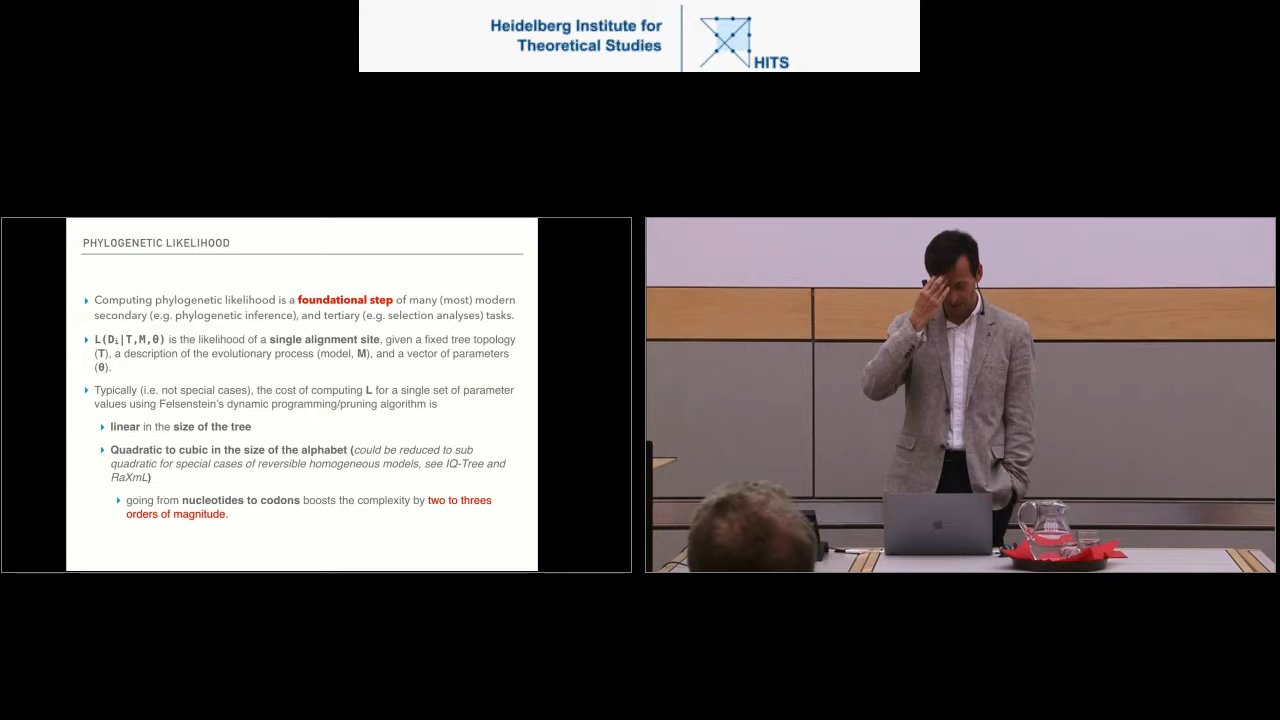 Heidelberg Institute for
Theoretical Studies
HITS
PHYLOGENETIC LIKELIHOOD
Computing phylogenetic likelihood is a foundational step of many (most) modern
secondary (e.g. phylogenetic inference), and tertiary (e.g. selection analyses) tasks.
L(Dᵢ|T,M,θ) is the likelihood of a single alignment site, given a fixed tree topology
(T), a description of the evolutionary process (model, M), and a vector of parameters
(θ).
Typically (i.e. not special cases), the cost of computing L for a single set of parameter
values using Felsenstein's dynamic programming/pruning algorithm is
linear in the size of the tree
Quadratic to cubic in the size of the alphabet (could be reduced to sub
quadratic for special cases of reversible homogeneous models, see IQ-Tree and
RaXmL)
going from nucleotides to codons boosts the complexity by two to threes
orders of magnitude.